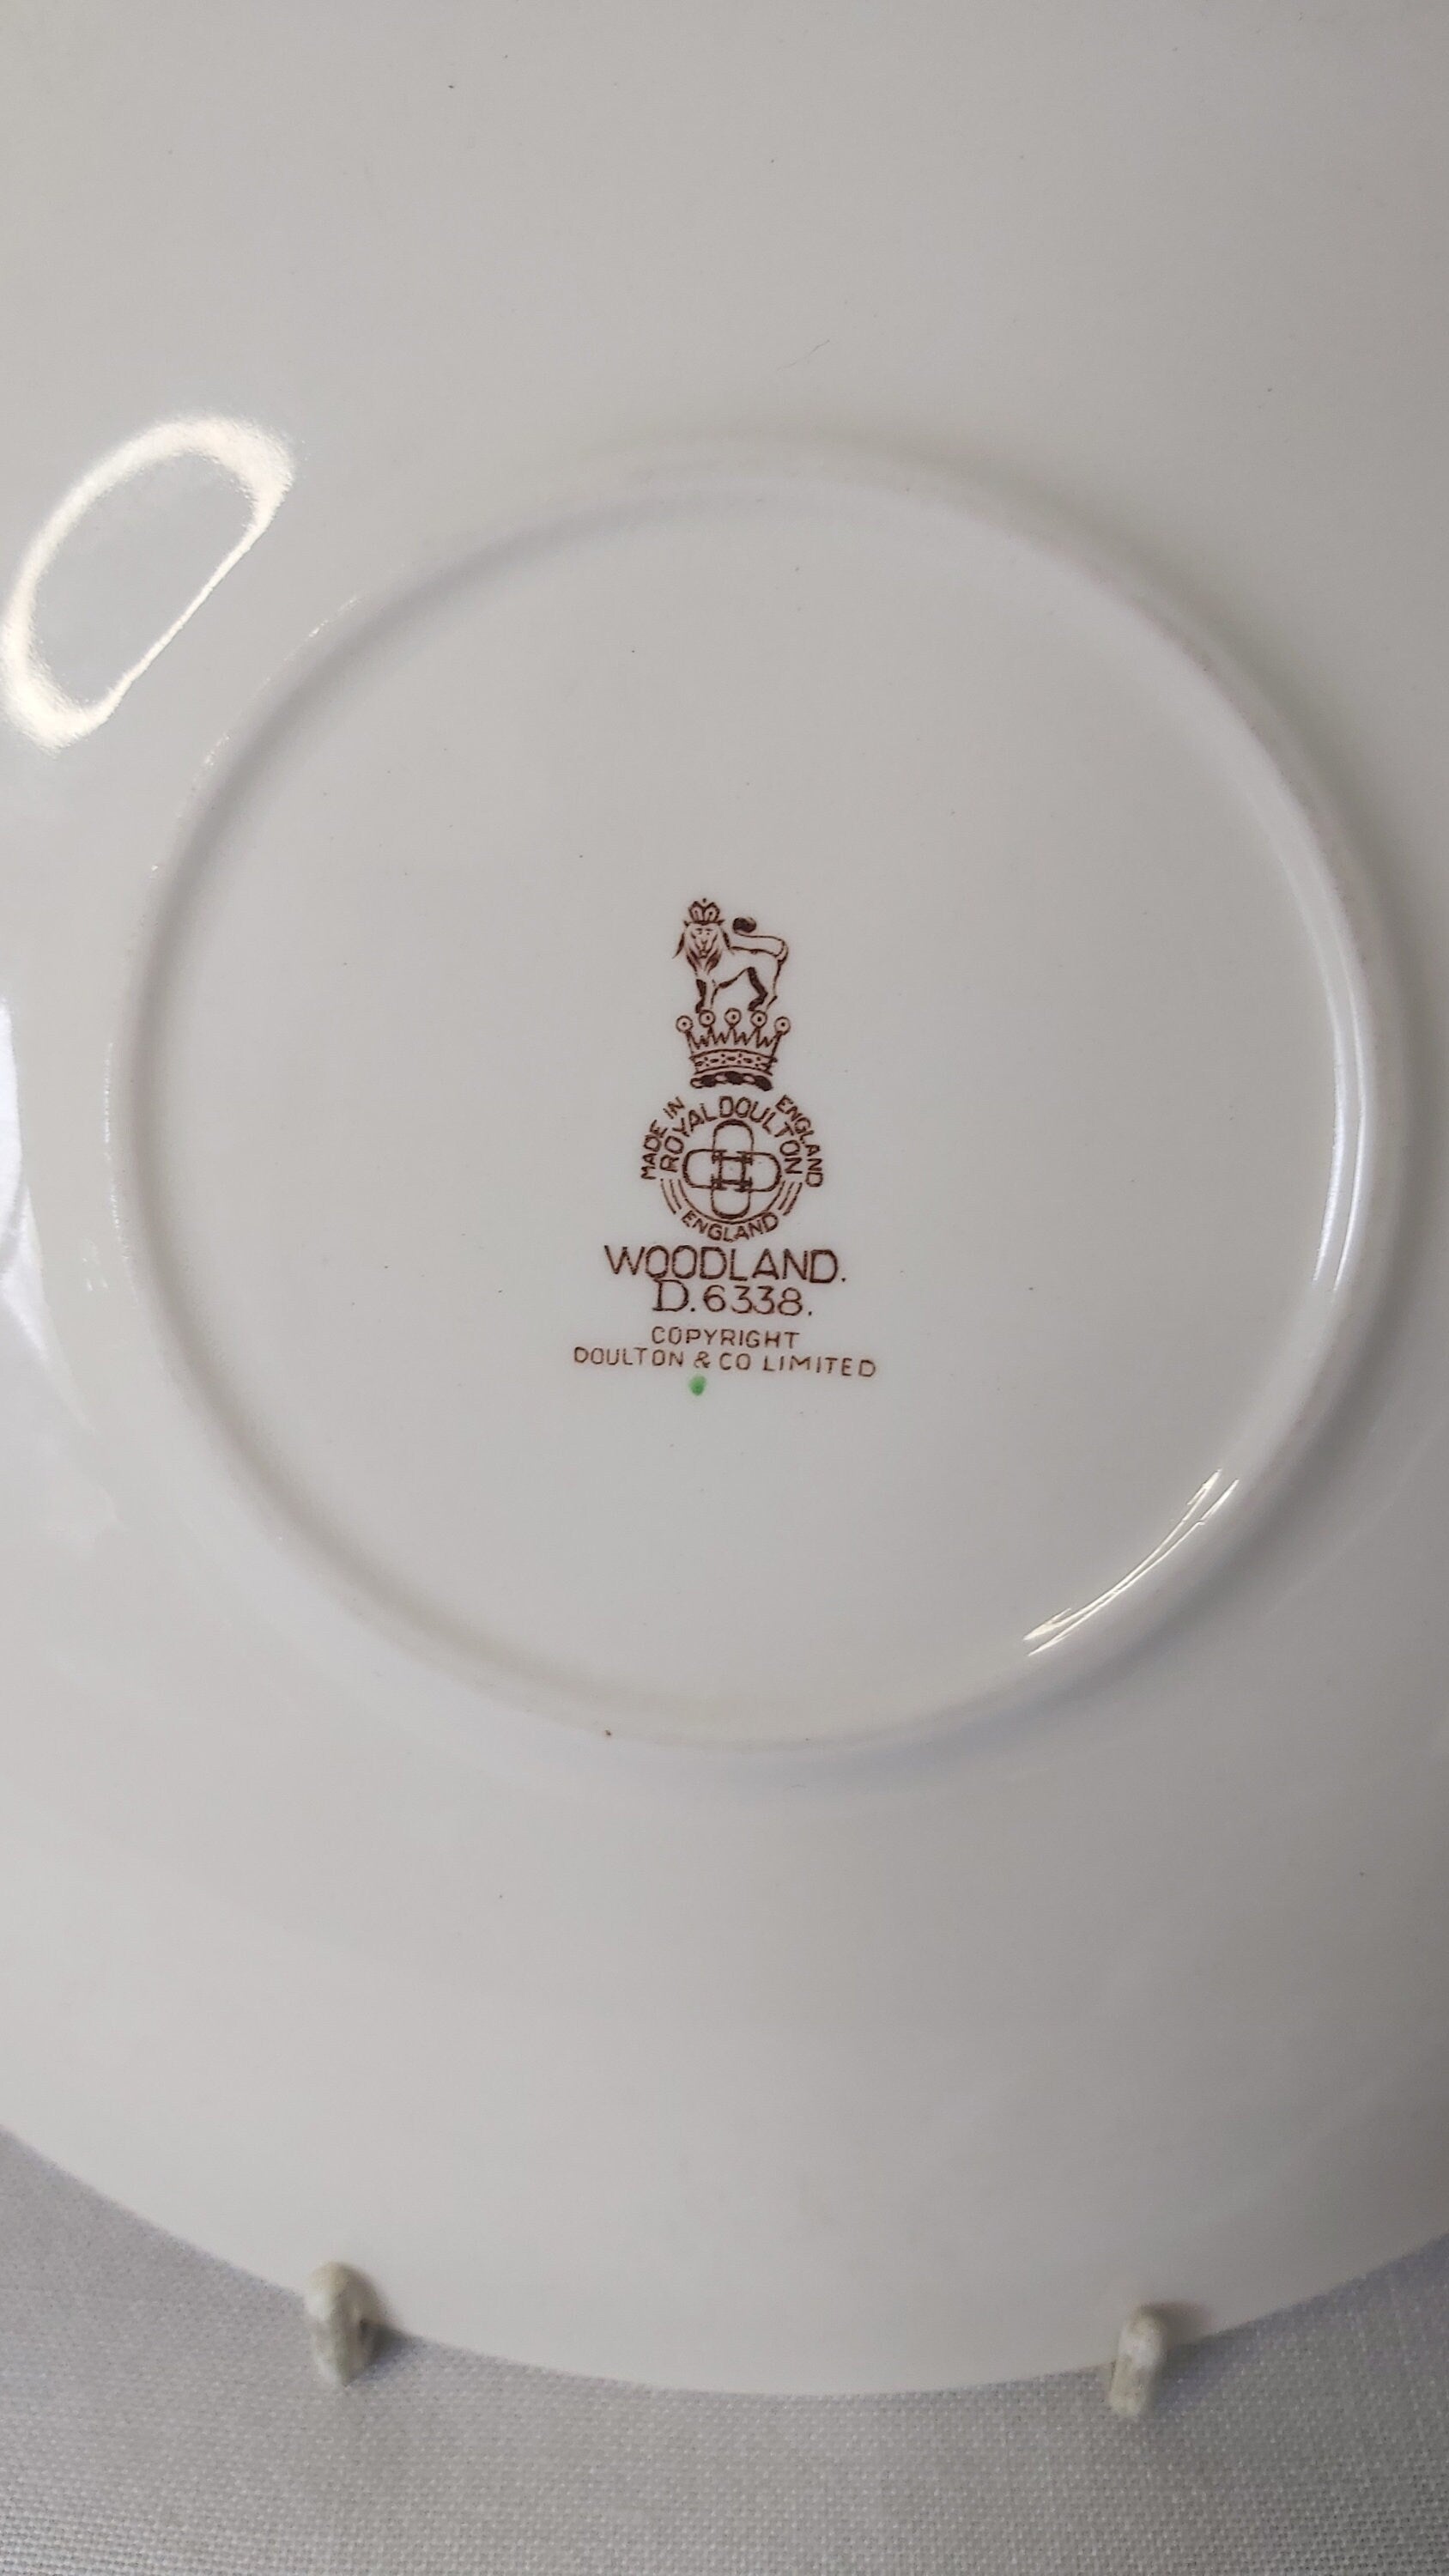 MADE IN ENGLAND
ROYAL DOULTON
ENGLAND
WOODLAND.
D.6338.
COPYRIGHT
DOULTON & CO LIMITED